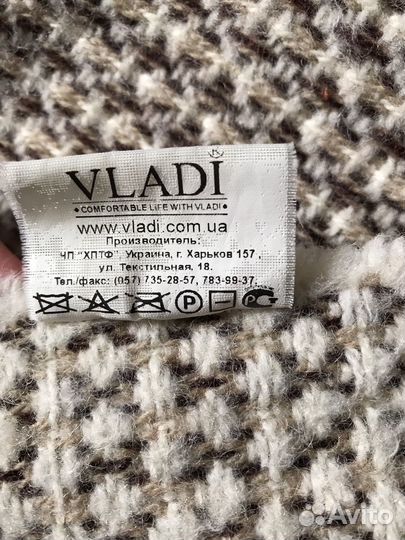 VLADI ®
• COMFORTABLE LIFE WITH VLADI •
www.vladi.com.ua
Производитель:
ЧП "ХПТФ", Украина, г. Харьков 157,
ул. Текстильная, 18.
Тел./факс: (057) 735-28-57, 783-99-37.
P
Avito